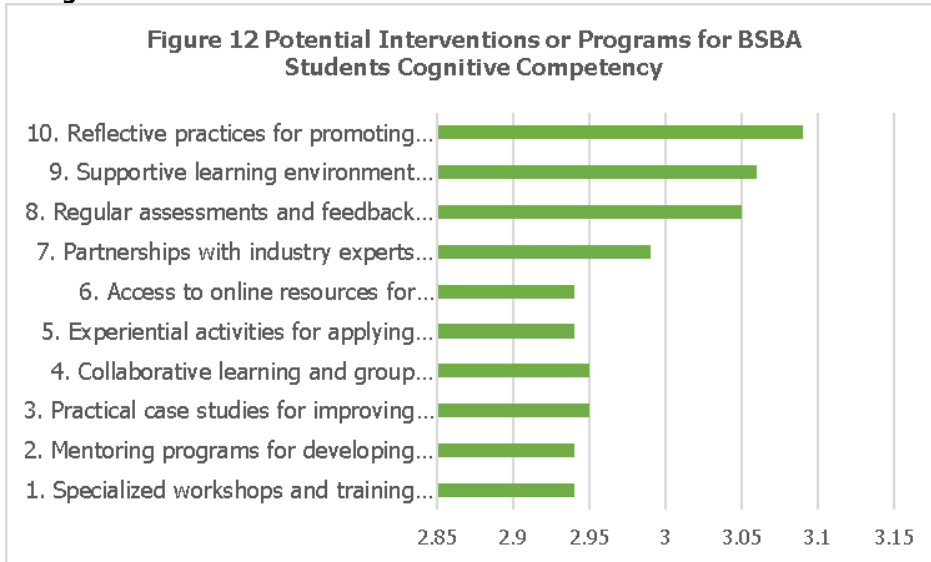 Figure 12 Potential Interventions or Programs for BSBA
Students Cognitive Competency
10. Reflective practices for promoting...
9. Supportive learning environment...
8. Regular assessments and feedback...
7. Partnerships with industry experts...
6. Access to online resources for...
5. Experiential activities for applying...
4. Collaborative learning and group...
3. Practical case studies for improving...
2. Mentoring programs for developing...
1. Specialized workshops and training...
2.85 2.9 2.95 3 3.05 3.1 3.15